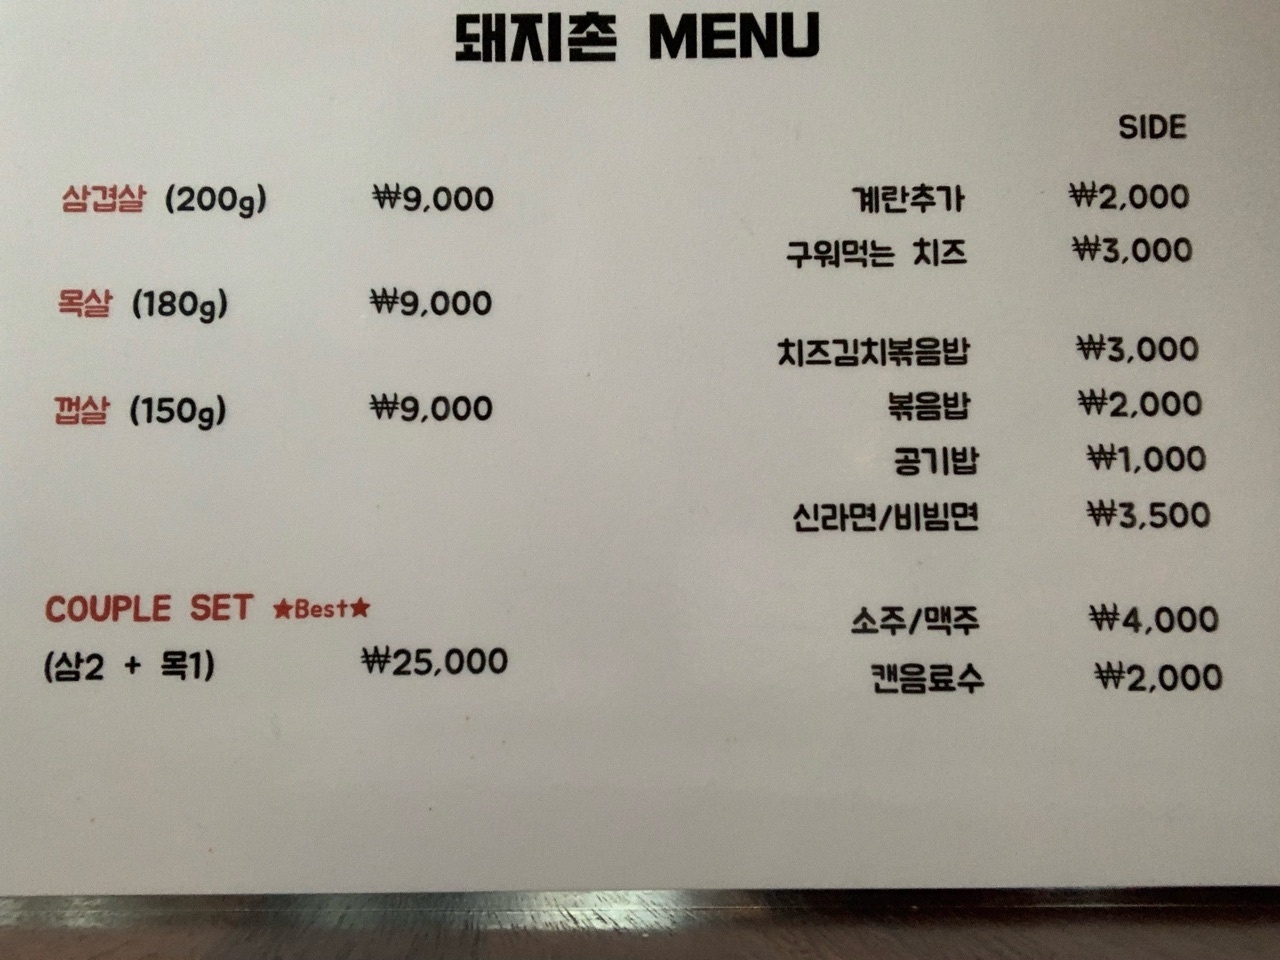 돼지촌 MENU
삼겹살 (200g) ₩9,000
목살 (180g) ₩9,000
껍살 (150g) ₩9,000
COUPLE SET ★Best★
(삼2 + 목1) ₩25,000
SIDE
계란추가 ₩2,000
구워먹는 치즈 ₩3,000
치즈김치볶음밥 ₩3,000
볶음밥 ₩2,000
공기밥 ₩1,000
신라면/비빔면 ₩3,500
소주/맥주 ₩4,000
캔음료수 ₩2,000